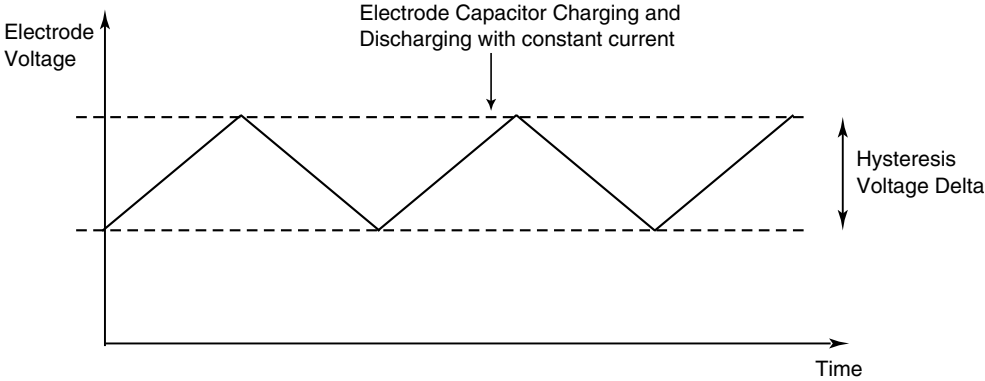 Electrode Capacitor Charging and
Discharging with constant current
Electrode
Voltage
Hysteresis
Voltage Delta
Time